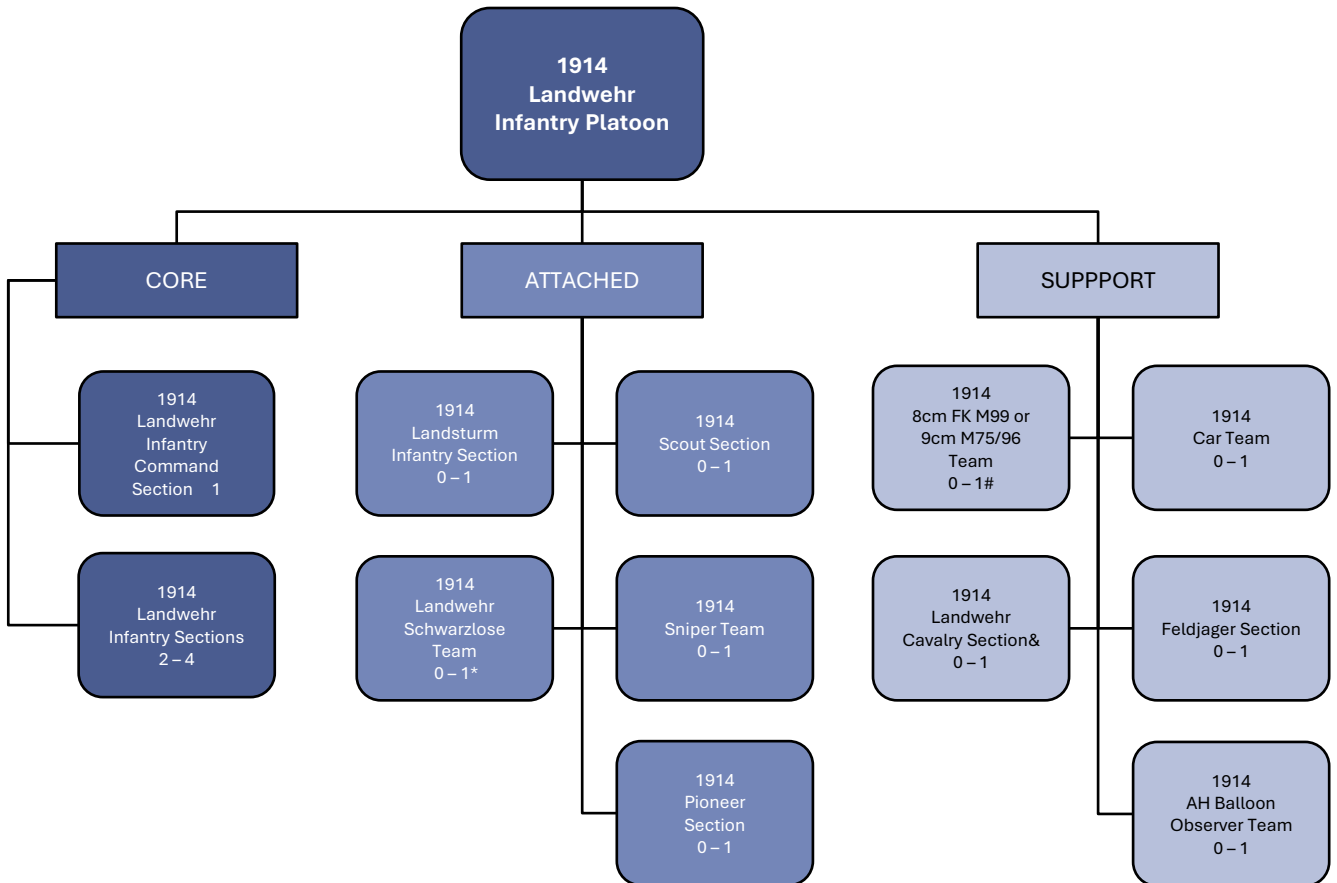 1914
Landwehr
Infantry Platoon
CORE
ATTACHED
SUPPPORT
1914
Landwehr
Infantry
Command
Section 1
1914
Landwehr
Infantry Sections
2 – 4
1914
Landsturm
Infantry Section
0 – 1
1914
Scout Section
0 – 1
1914
Landwehr
Schwarzlose
Team
0 – 1*
1914
Sniper Team
0 – 1
1914
Pioneer
Section
0 – 1
1914
8cm FK M99 or
9cm M75/96
Team
0 – 1#
1914
Car Team
0 – 1
1914
Landwehr
Cavalry Section&
0 – 1
1914
Feldjager Section
0 – 1
1914
AH Balloon
Observer Team
0 – 1